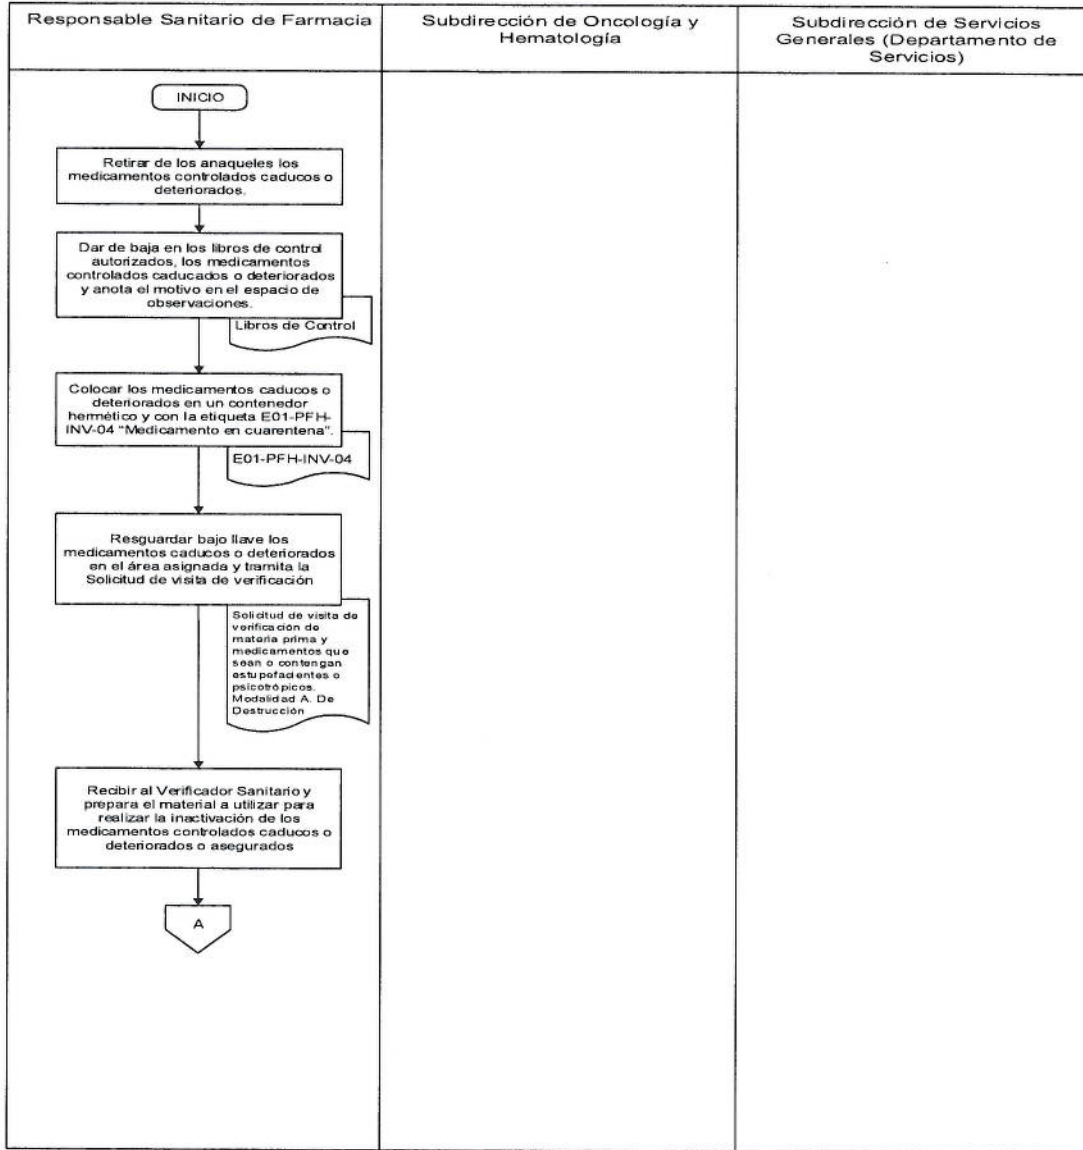 Responsable Sanitario de Farmacia
Subdirección de Oncología y
Hematología
Subdirección de Servicios
Generales (Departamento de
Servicios)
INICIO
Retirar de los anaqueles los
medicamentos controlados caducos o
deteriorados.
Dar de baja en los libros de control
autorizados, los medicamentos
controlados caducados o deteriorados
y anota el motivo en el espacio de
observaciones.
Libros de Control
Colocar los medicamentos caducos o
deteriorados en un contenedor
hermético y con la etiqueta E01-PFH-
INV-04 "Medicamento en cuarentena".
E01-PFH-INV-04
Resguardar bajo llave los
medicamentos caducos o deteriorados
en el área asignada y tramita la
Solicitud de visita de verificación
Solicitud de visita de
verificación de
materia prima y
medicamentos que
sean o contengan
estupefacientes o
psicotrópicos.
Modalidad A. De
Destrucción
Recibir al Verificador Sanitario y
prepara el material a utilizar para
realizar la inactivación de los
medicamentos controlados caducos o
deteriorados o asegurados
A